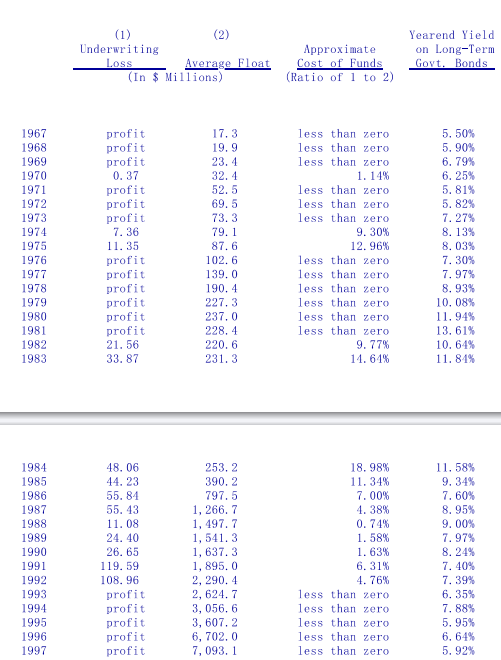 (1) (2) Yearend Yield
Underwriting Approximate on Long-Term
Loss Average Float Cost of Funds Govt. Bonds
(In $ Millions) (Ratio of 1 to 2)
1967 profit 17.3 less than zero 5.50%
1968 profit 19.9 less than zero 5.90%
1969 profit 23.4 less than zero 6.79%
1970 0.37 32.4 1.14% 6.25%
1971 profit 52.5 less than zero 5.81%
1972 profit 69.5 less than zero 5.82%
1973 profit 73.3 less than zero 7.27%
1974 7.36 79.1 9.30% 8.13%
1975 11.35 87.6 12.96% 8.03%
1976 profit 102.6 less than zero 7.30%
1977 profit 139.0 less than zero 7.97%
1978 profit 190.4 less than zero 8.93%
1979 profit 227.3 less than zero 10.08%
1980 profit 237.0 less than zero 11.94%
1981 profit 228.4 less than zero 13.61%
1982 21.56 220.6 9.77% 10.64%
1983 33.87 231.3 14.64% 11.84%
1984 48.06 253.2 18.98% 11.58%
1985 44.23 390.2 11.34% 9.34%
1986 55.84 797.5 7.00% 7.60%
1987 55.43 1,266.7 4.38% 8.95%
1988 11.08 1,497.7 0.74% 9.00%
1989 24.40 1,541.3 1.58% 7.97%
1990 26.65 1,637.3 1.63% 8.24%
1991 119.59 1,895.0 6.31% 7.40%
1992 108.96 2,290.4 4.76% 7.39%
1993 profit 2,624.7 less than zero 6.35%
1994 profit 3,056.6 less than zero 7.88%
1995 profit 3,607.2 less than zero 5.95%
1996 profit 6,702.0 less than zero 6.64%
1997 profit 7,093.1 less than zero 5.92%